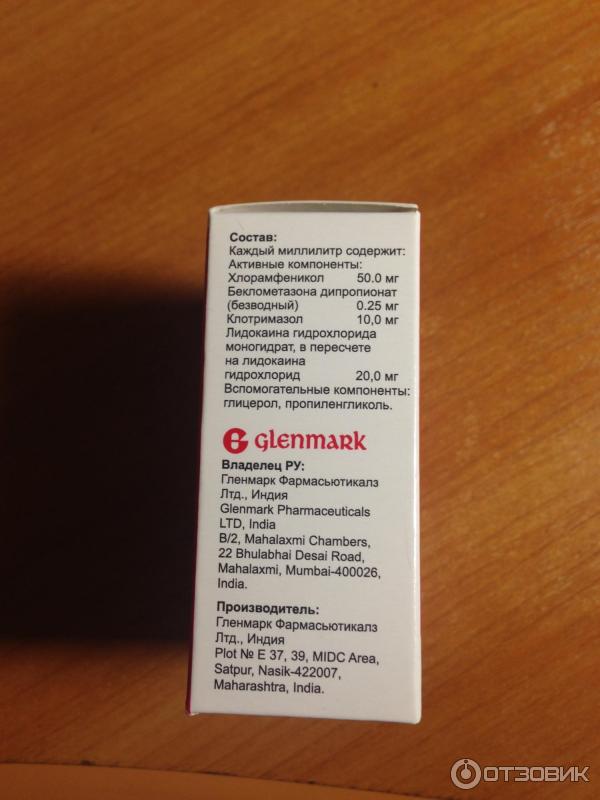 Состав:
Каждый миллилитр содержит:
Активные компоненты:
Хлорамфеникол 50.0 мг
Беклометазона дипропионат
(безводный) 0.25 мг
Клотримазол 10,0 мг
Лидокаина гидрохлорида
моногидрат, в пересчете
на лидокаина
гидрохлорид 20,0 мг
Вспомогательные компоненты:
глицерол, пропиленгликоль.
G glenmark
Владелец РУ:
Гленмарк Фармасьютикалз
Лтд., Индия
Glenmark Pharmaceuticals
LTD, India
B/2, Mahalaxmi Chambers,
22 Bhulabhai Desai Road,
Mahalaxmi, Mumbai-400026,
India.
Производитель:
Гленмарк Фармасьютикалз
Лтд., Индия
Plot № E 37, 39, MIDC Area,
Satpur, Nasik-422007,
Maharashtra, India.
ОТЗОВИК